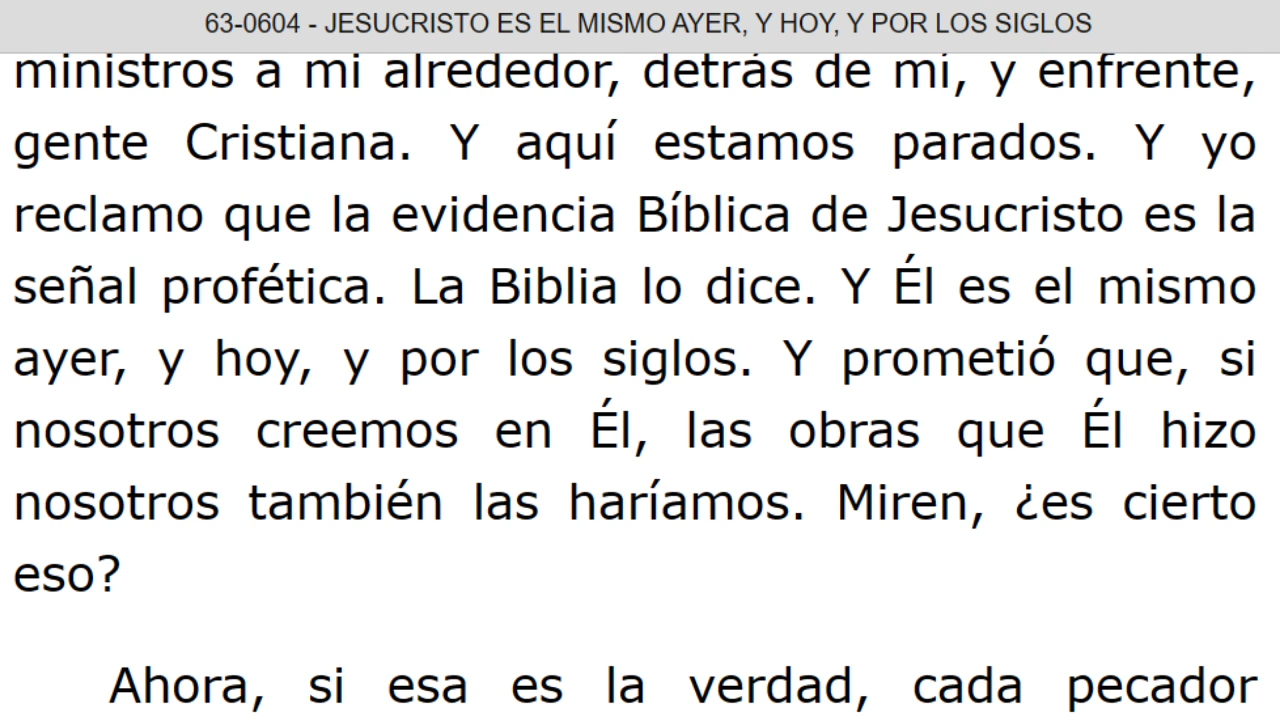 63-0604 - JESUCRISTO ES EL MISMO AYER, Y HOY, Y POR LOS SIGLOS
ministros a mi alrededor, detrás de mí, y enfrente,
gente Cristiana. Y aquí estamos parados. Y yo
reclamo que la evidencia Bíblica de Jesucristo es la
señal profética. La Biblia lo dice. Y Él es el mismo
ayer, y hoy, y por los siglos. Y prometió que, si
nosotros creemos en Él, las obras que Él hizo
nosotros también las haríamos. Miren, ¿es cierto
eso?
Ahora, si esa es la verdad, cada pecador